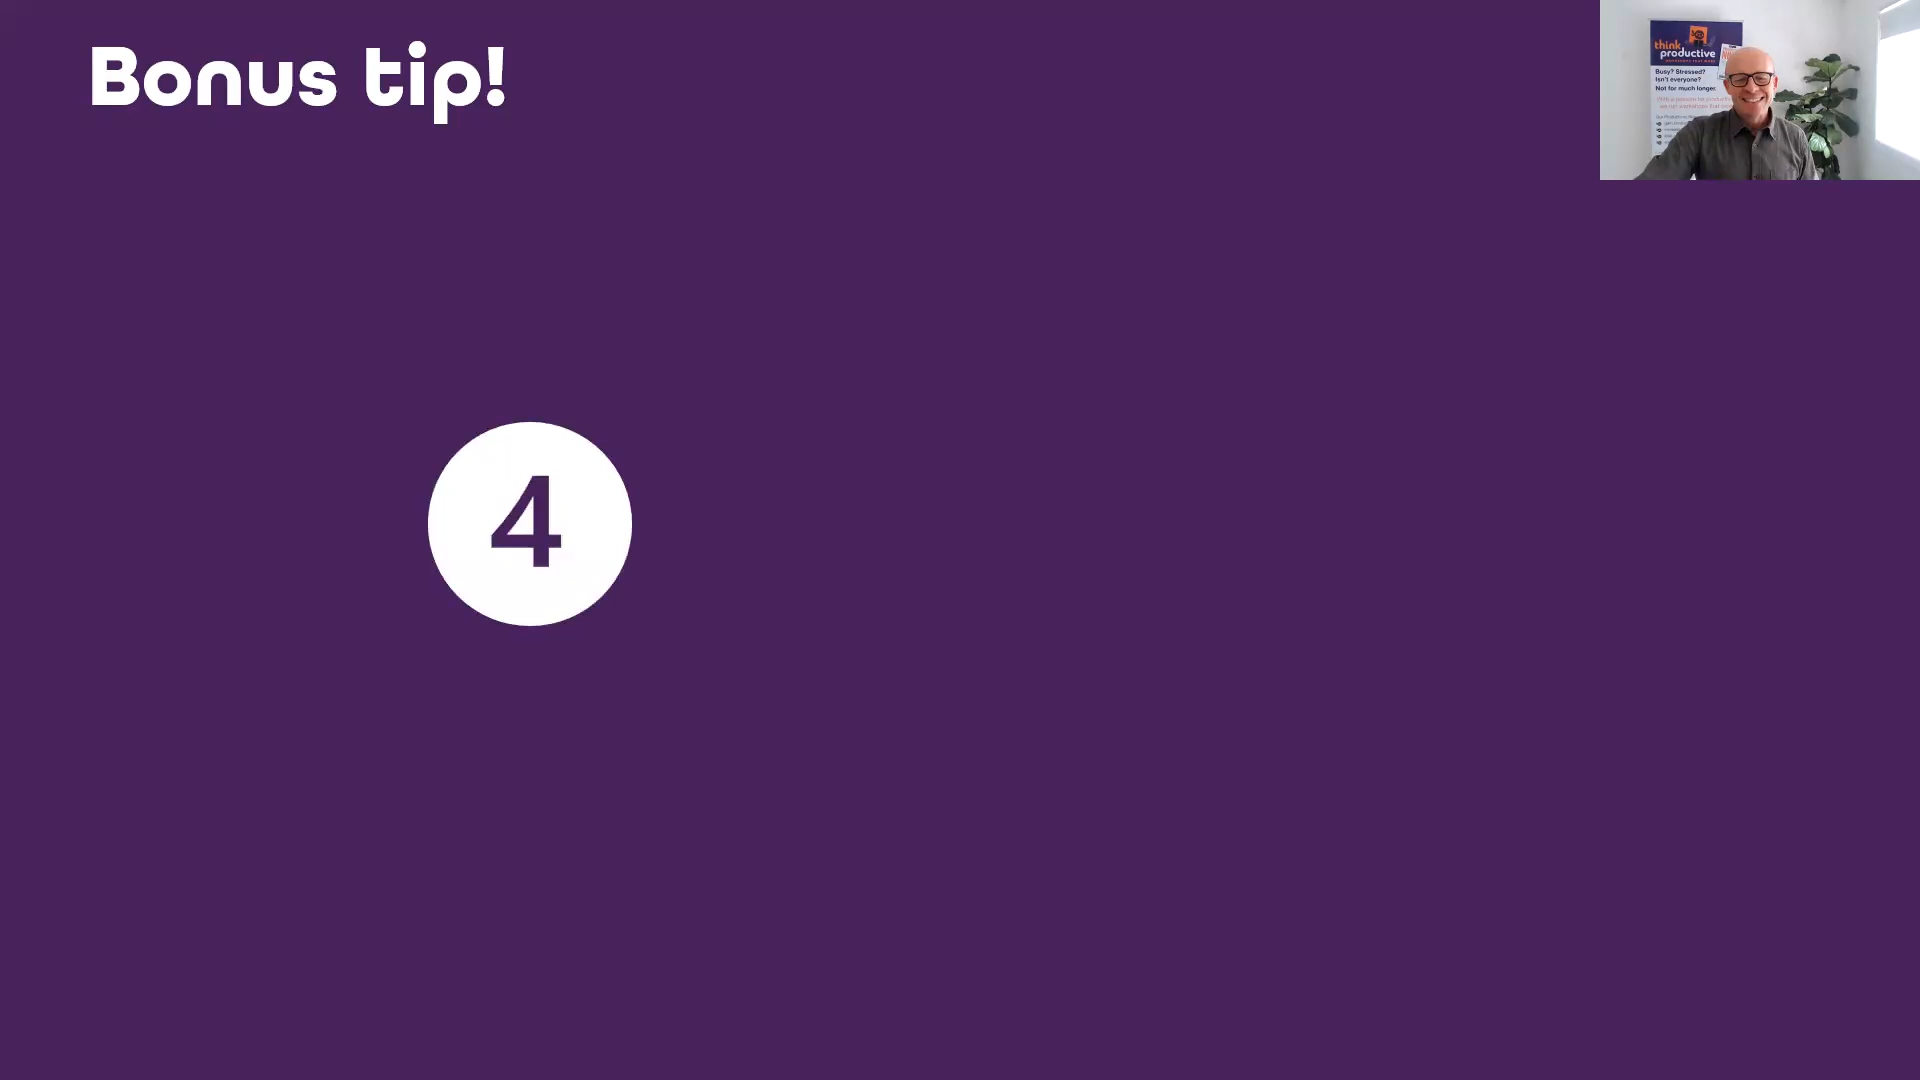 Bonus tip!
think
productive
Busy? Stressed?
Isn't everyone?
Not for much longer.
4